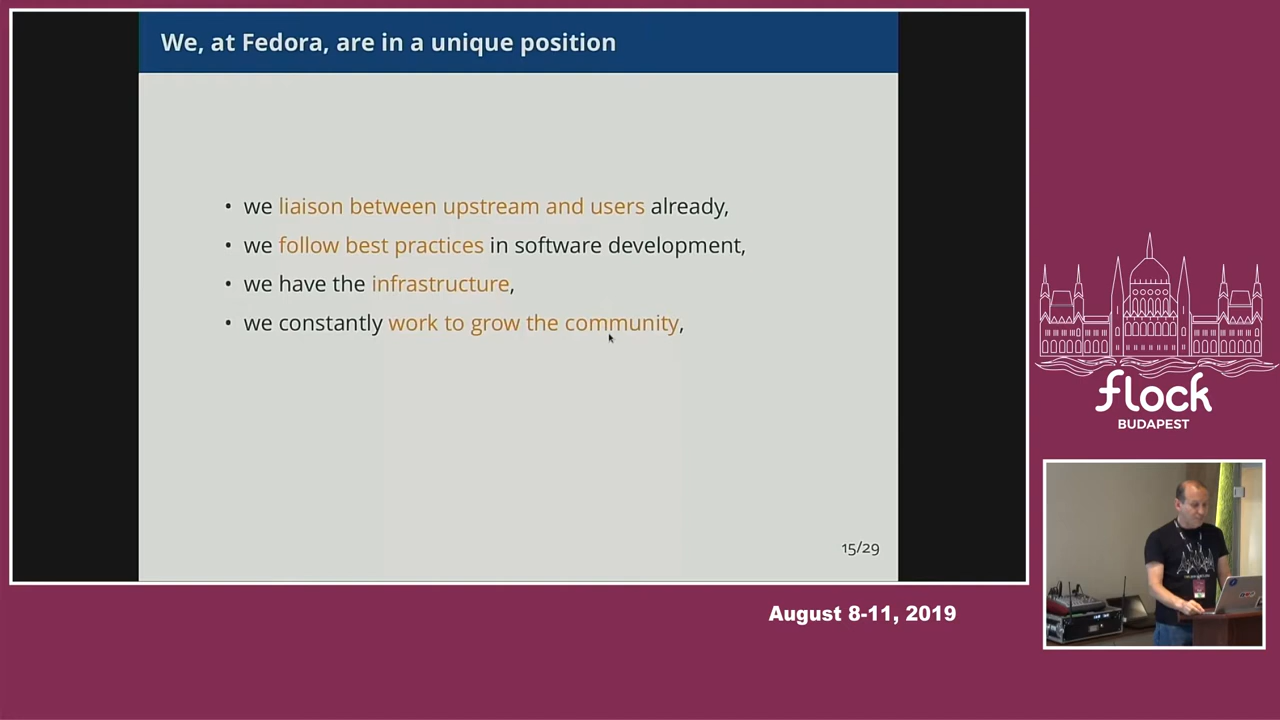 We, at Fedora, are in a unique position
• we liaison between upstream and users already,
• we follow best practices in software development,
• we have the infrastructure,
• we constantly work to grow the community,
15/29
flock
BUDAPEST
August 8-11, 2019